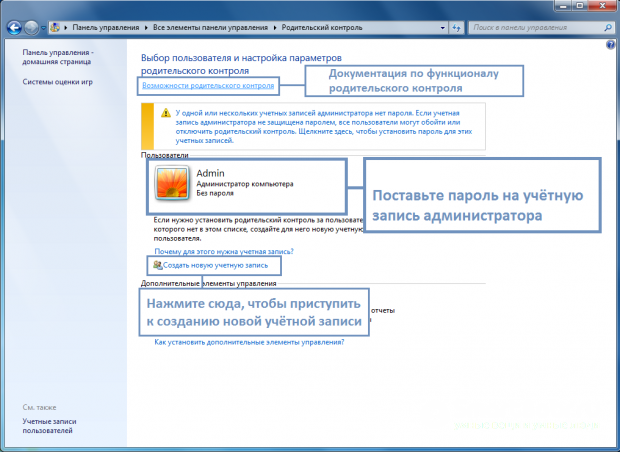 Панель управления
Все элементы панели управления
Родительский контроль
Поиск в панели управления
Панель управления -
домашняя страница
Системы оценки игр
Выбор пользователя и настройка параметров
родительского контроля
Возможности родительского контроля
Документация по функционалу
родительского контроля
У одной или нескольких учетных записей администратора нет пароля. Если учетная
запись администратора не защищена паролем, все пользователи могут обойти или
отключить родительский контроль. Щелкните здесь, чтобы установить пароль для этих
учетных записей.
Пользователи
Admin
Администратор компьютера
Без пароля
Поставьте пароль на учётную
запись администратора
Если нужно установить родительский контроль за пользовате
которого нет в этом списке, создайте для него новую учетную
пользователя.
Почему для этого нужна учетная запись?
Создать новую учетную запись
Дополнительные элементы управления
Нажмите сюда, чтобы приступить
к созданию новой учётной записи
отчеты
Как установить дополнительные элементы управления?
См. также
Учетные записи
пользователей